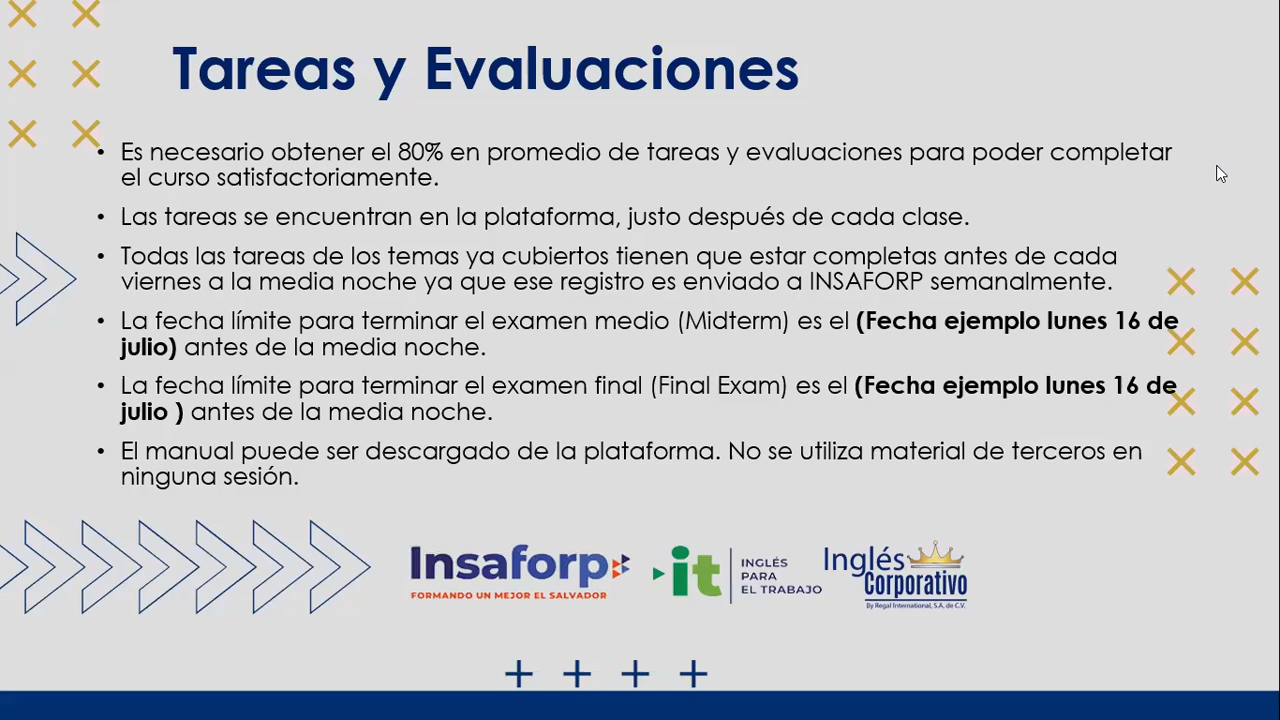 Tareas y Evaluaciones
• Es necesario obtener el 80% en promedio de tareas y evaluaciones para poder completar
el curso satisfactoriamente.
• Las tareas se encuentran en la plataforma, justo después de cada clase.
• Todas las tareas de los temas ya cubiertos tienen que estar completas antes de cada
viernes a la media noche ya que ese registro es enviado a INSAFORP semanalmente.
• La fecha límite para terminar el examen medio (Midterm) es el (Fecha ejemplo lunes 16 de
julio) antes de la media noche.
• La fecha límite para terminar el examen final (Final Exam) es el (Fecha ejemplo lunes 16 de
julio ) antes de la media noche.
• El manual puede ser descargado de la plataforma. No se utiliza material de terceros en
ninguna sesión.
Insaforp
FORMANDO UN MEJOR EL SALVADOR
it
INGLÉS
PARA
EL TRABAJO
Inglés
Corporativo
By Regal International, S.A. de C.V.